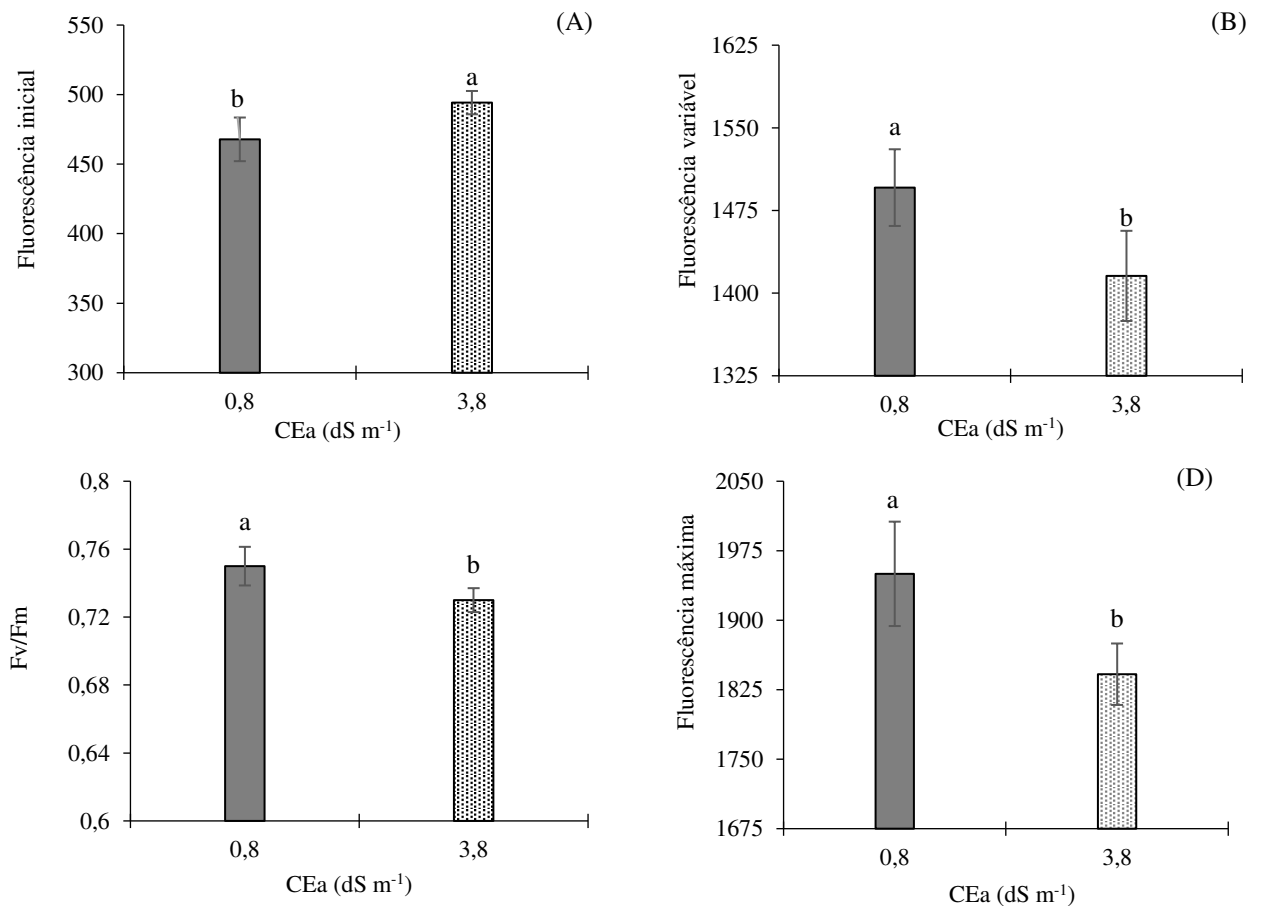 (A)
Fluorescência inicial
550
500
450
400
350
300
b
a
0,8
3,8
CEa (dS m-1)
(B)
Fluorescência variável
1625
1550
1475
1400
1325
a
b
0,8
3,8
CEa (dS m-1)
Fv/Fm
0,8
0,76
0,72
0,68
0,64
0,6
a
b
0,8
3,8
CEa (dS m-1)
(D)
Fluorescência máxima
2050
1975
1900
1825
1750
1675
a
b
0,8
3,8
CEa (dS m-1)